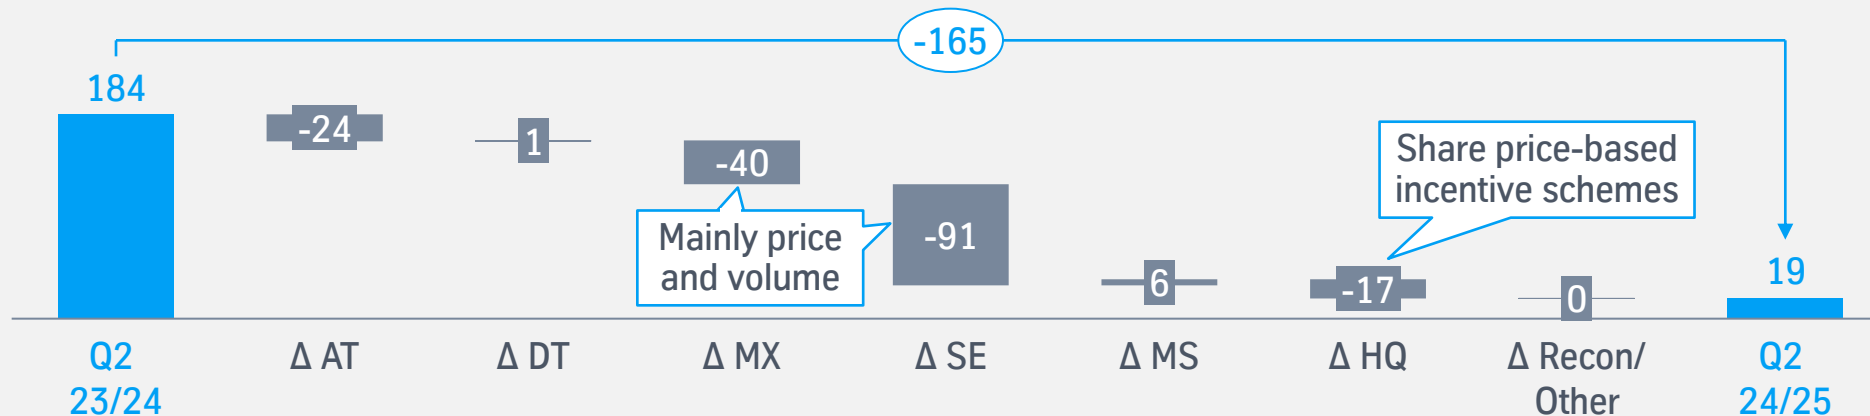 -165
184
-24
1
-40
-91
6
-17
0
19
Mainly price
and volume
Share price-based
incentive schemes
Q2
23/24
Δ AT
Δ DT
Δ MX
Δ SE
Δ MS
Δ HQ
Δ Recon/
Other
Q2
24/25